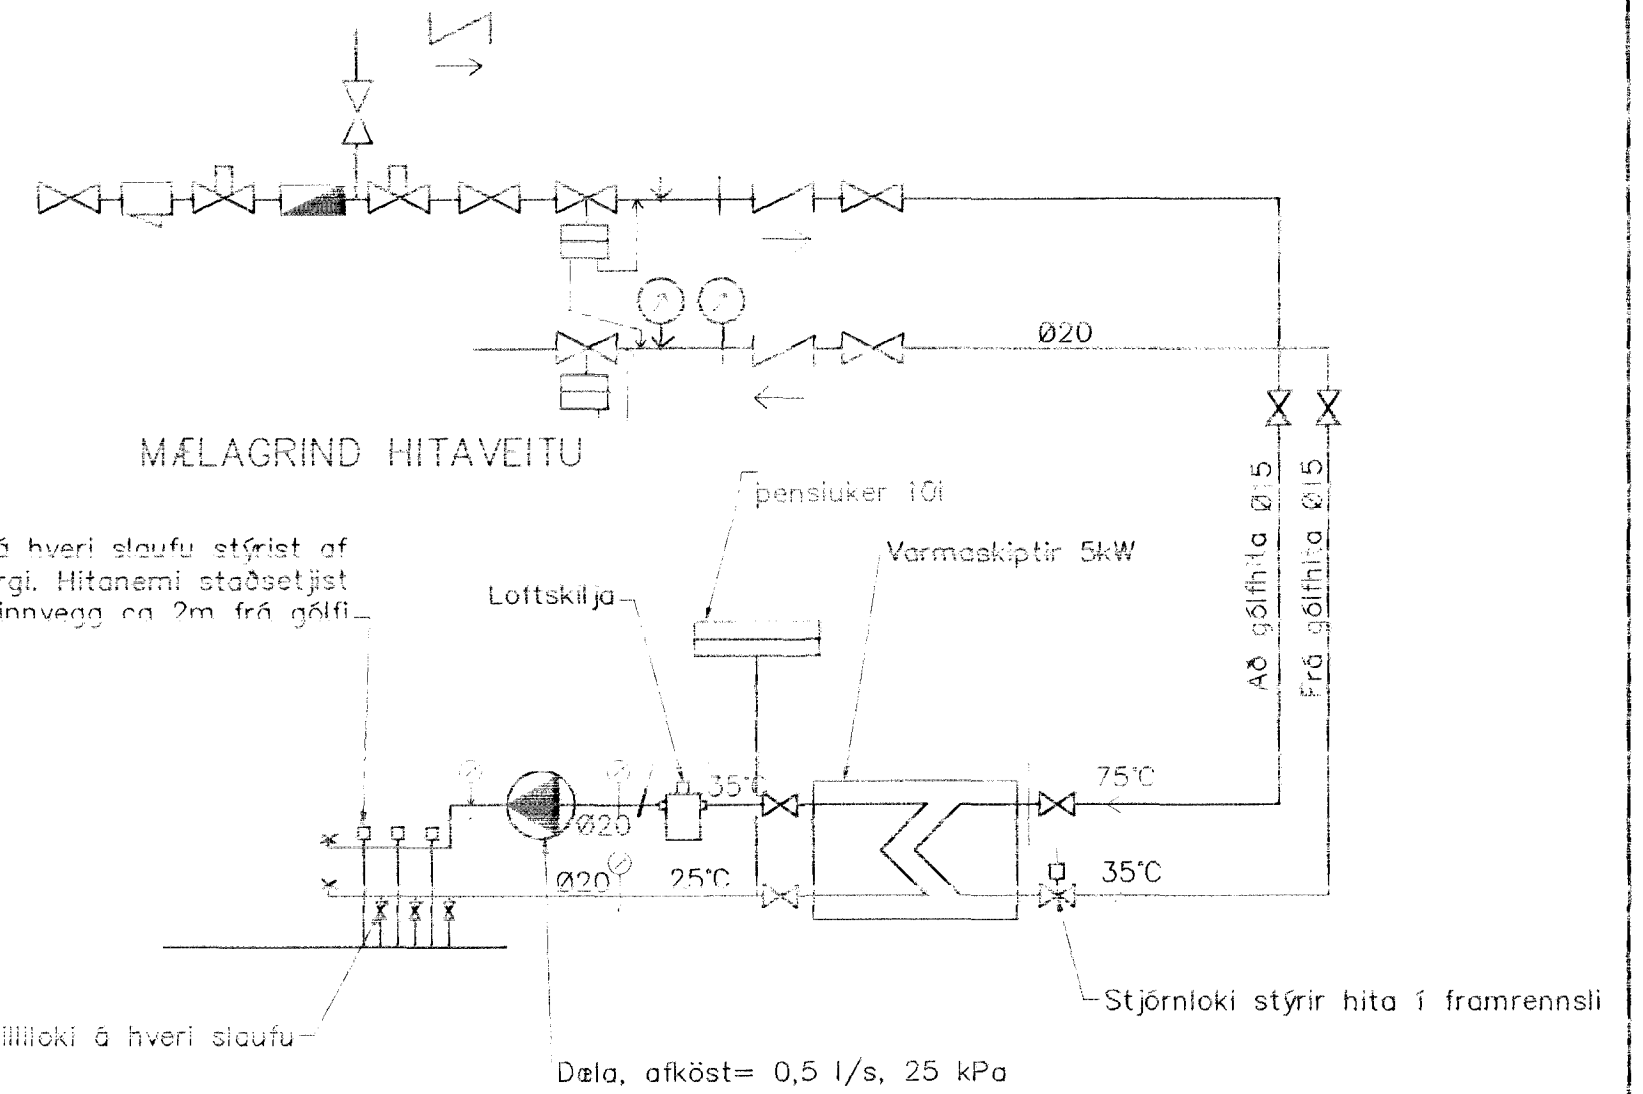 Ø20
MÆLAGRIND HITAVEITU
Að gólfhita Ø15
Frá gólfhita Ø15
pensluker 10l
á hveri slaufu stýrist af
rgi. Hitanemi staðsetjist
innvegg ca 2m frá gólfi
Loftskilja
Varmaskiptir 5kW
35°C
75°C
Ø20
Ø20
25°C
35°C
Stjórnloki stýrir hita í framrennsli
illiloki á hveri slaufu
Dæla, afköst= 0,5 l/s, 25 kPa